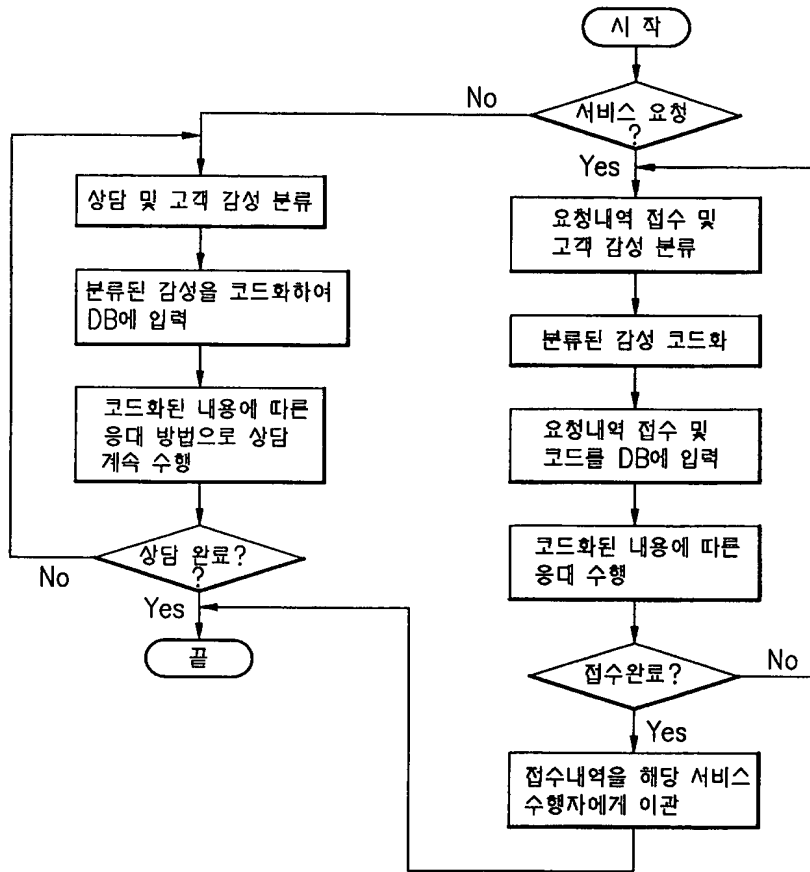 시 작
서비스 요청
?
No
Yes
상담 및 고객 감성 분류
분류된 감성을 코드화하여
DB에 입력
코드화된 내용에 따른
응대 방법으로 상담
계속 수행
상담 완료?
?
No
Yes
끝
요청내역 접수 및
고객 감성 분류
분류된 감성 코드화
요청내역 접수 및
코드를 DB에 입력
코드화된 내용에 따른
응대 수행
접수완료?
No
Yes
접수내역을 해당 서비스
수행자에게 이관